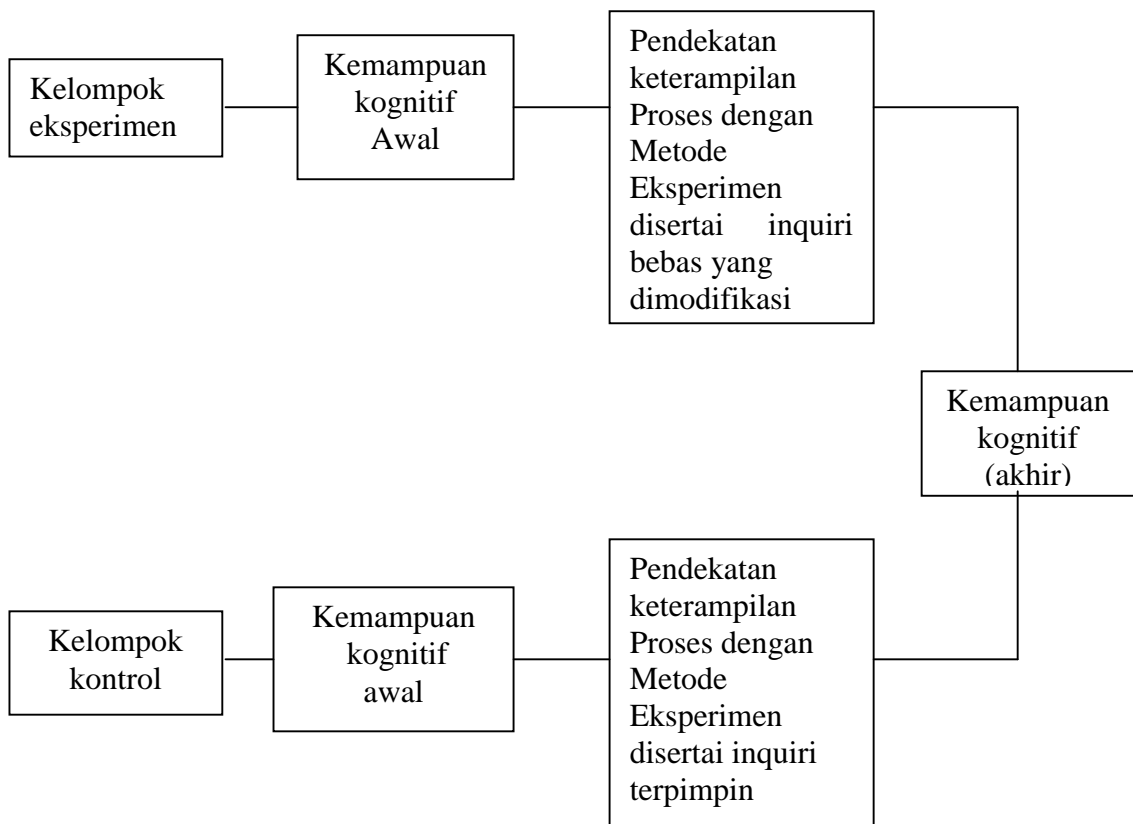 Kelompok
eksperimen
Kemampuan
kognitif
Awal
Pendekatan
keterampilan
Proses dengan
Metode
Eksperimen
disertai inquiri
bebas yang
dimodifikasi
Kemampuan
kognitif
(akhir)
Kelompok
kontrol
Kemampuan
kognitif
awal
Pendekatan
keterampilan
Proses dengan
Metode
Eksperimen
disertai inquiri
terpimpin